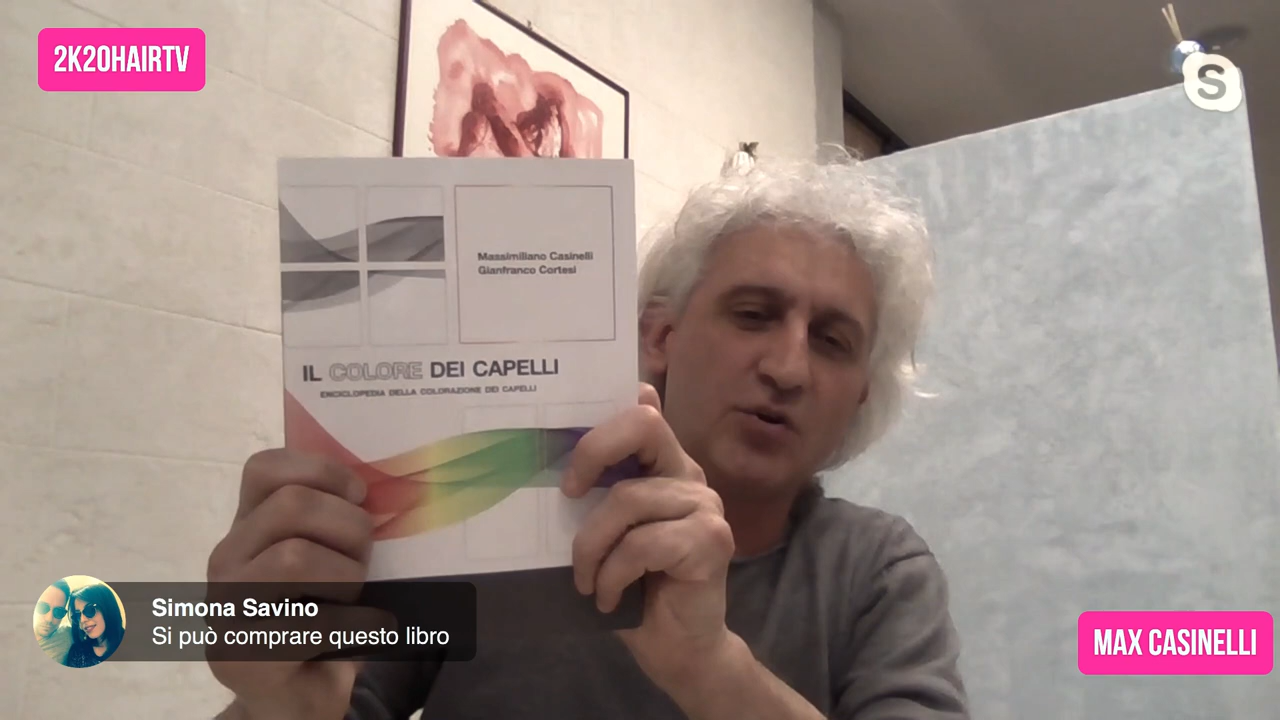 2K20HAIRTV
S
Massimiliano Casinelli
Gianfranco Cortesi
IL COLORE DEI CAPELLI
ENCICLOPEDIA DELLA COLORAZIONE DEI CAPELLI
Simona Savino
Si può comprare questo libro
MAX CASINELLI